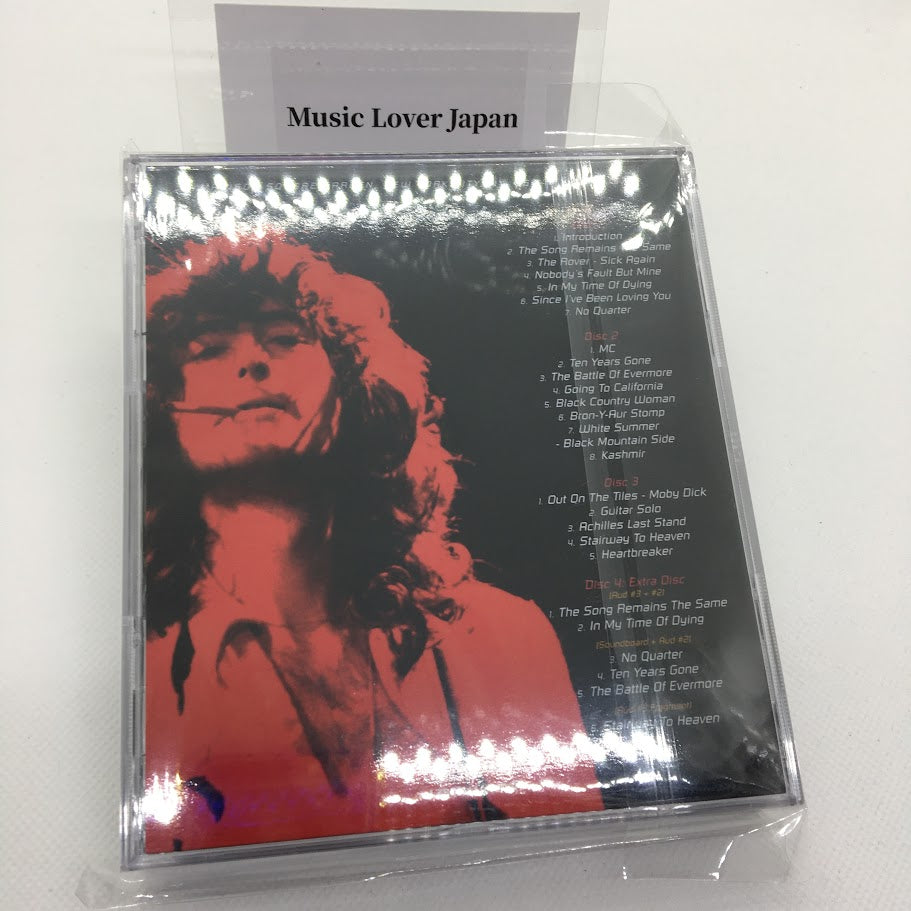 Music Lover Japan
1. Introduction
2. The Song Remains The Same
3. The Rover - Sick Again
4. Nobody's Fault But Mine
5. In My Time Of Dying
6. Since I've Been Loving You
7. No Quarter
Disc 2
1. MC
2. Ten Years Gone
3. The Battle Of Evermore
4. Going To California
5. Black Country Woman
6. Bron-Y-Aur Stomp
7. White Summer
- Black Mountain Side
8. Kashmir
Disc 3
1. Out On The Tiles - Moby Dick
2. Guitar Solo
3. Achilles Last Stand
4. Stairway To Heaven
5. Heartbreaker
Disc 4: Extra Disc
(Aud #3 + #2)
1. The Song Remains The Same
2. In My Time Of Dying
(Soundboard + Aud #2)
3. No Quarter
4. Ten Years Gone
5. The Battle Of Evermore
Stairway To Heaven